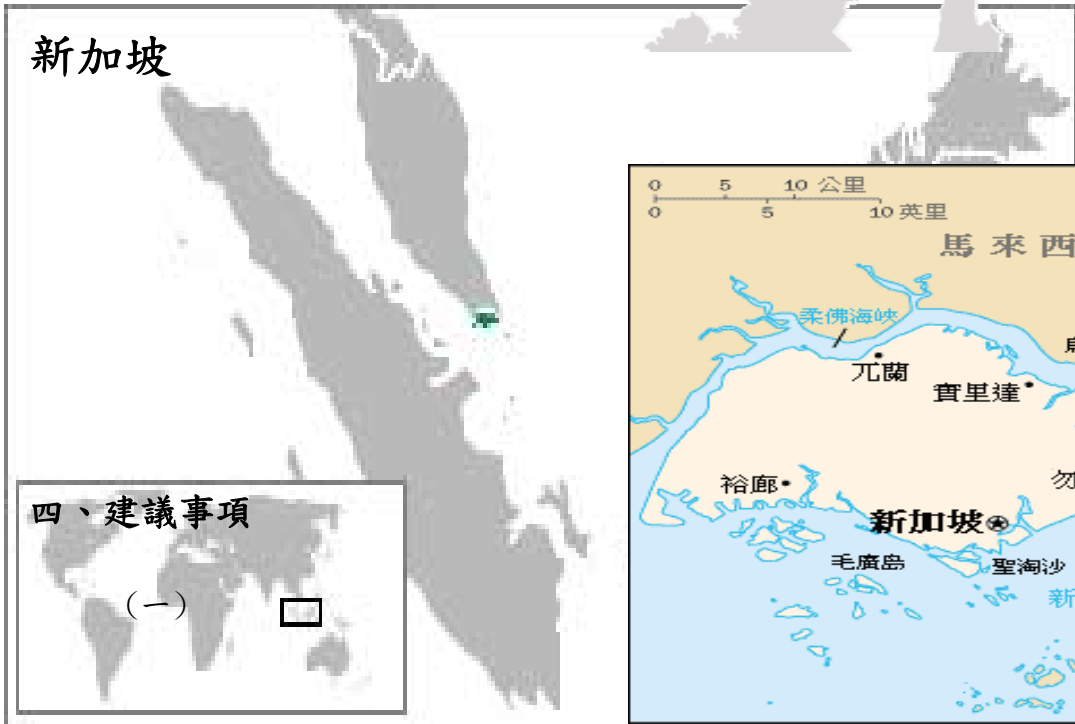 新加坡
0 5 10 公里
0 5 10 英里
馬來西
柔佛海峽
兀蘭
實里達
裕廊
勿
新加坡
毛廣島
聖淘沙
新
四、建議事項
（一）